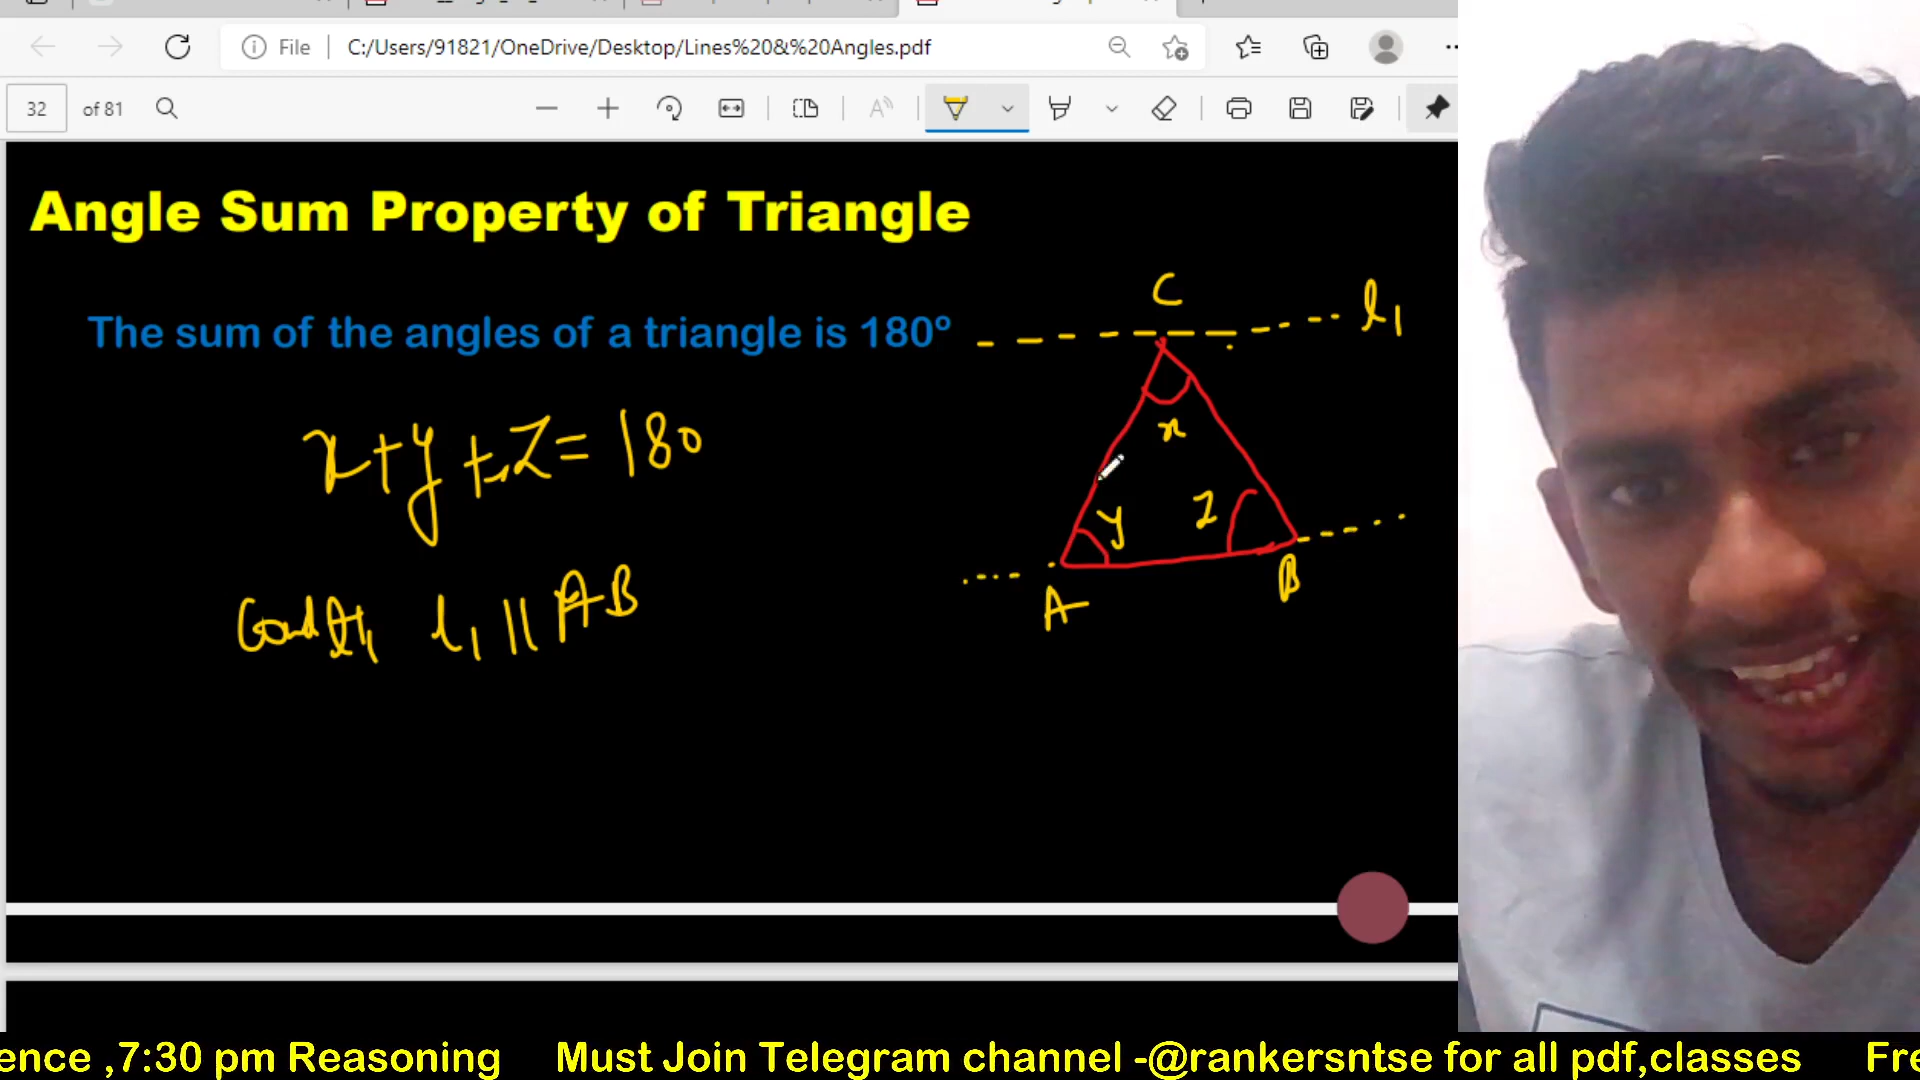 File
C:/Users/91821/OneDrive/Desktop/Lines%20&%20Angles.pdf
32 of 81
Angle Sum Property of Triangle
The sum of the angles of a triangle is 180°
x+y+z=180
l₁ || AB
C
l₁
x
y
z
A
B
ence ,7:30 pm Reasoning Must Join Telegram channel -@rankersntse for all pdf,classes Fre